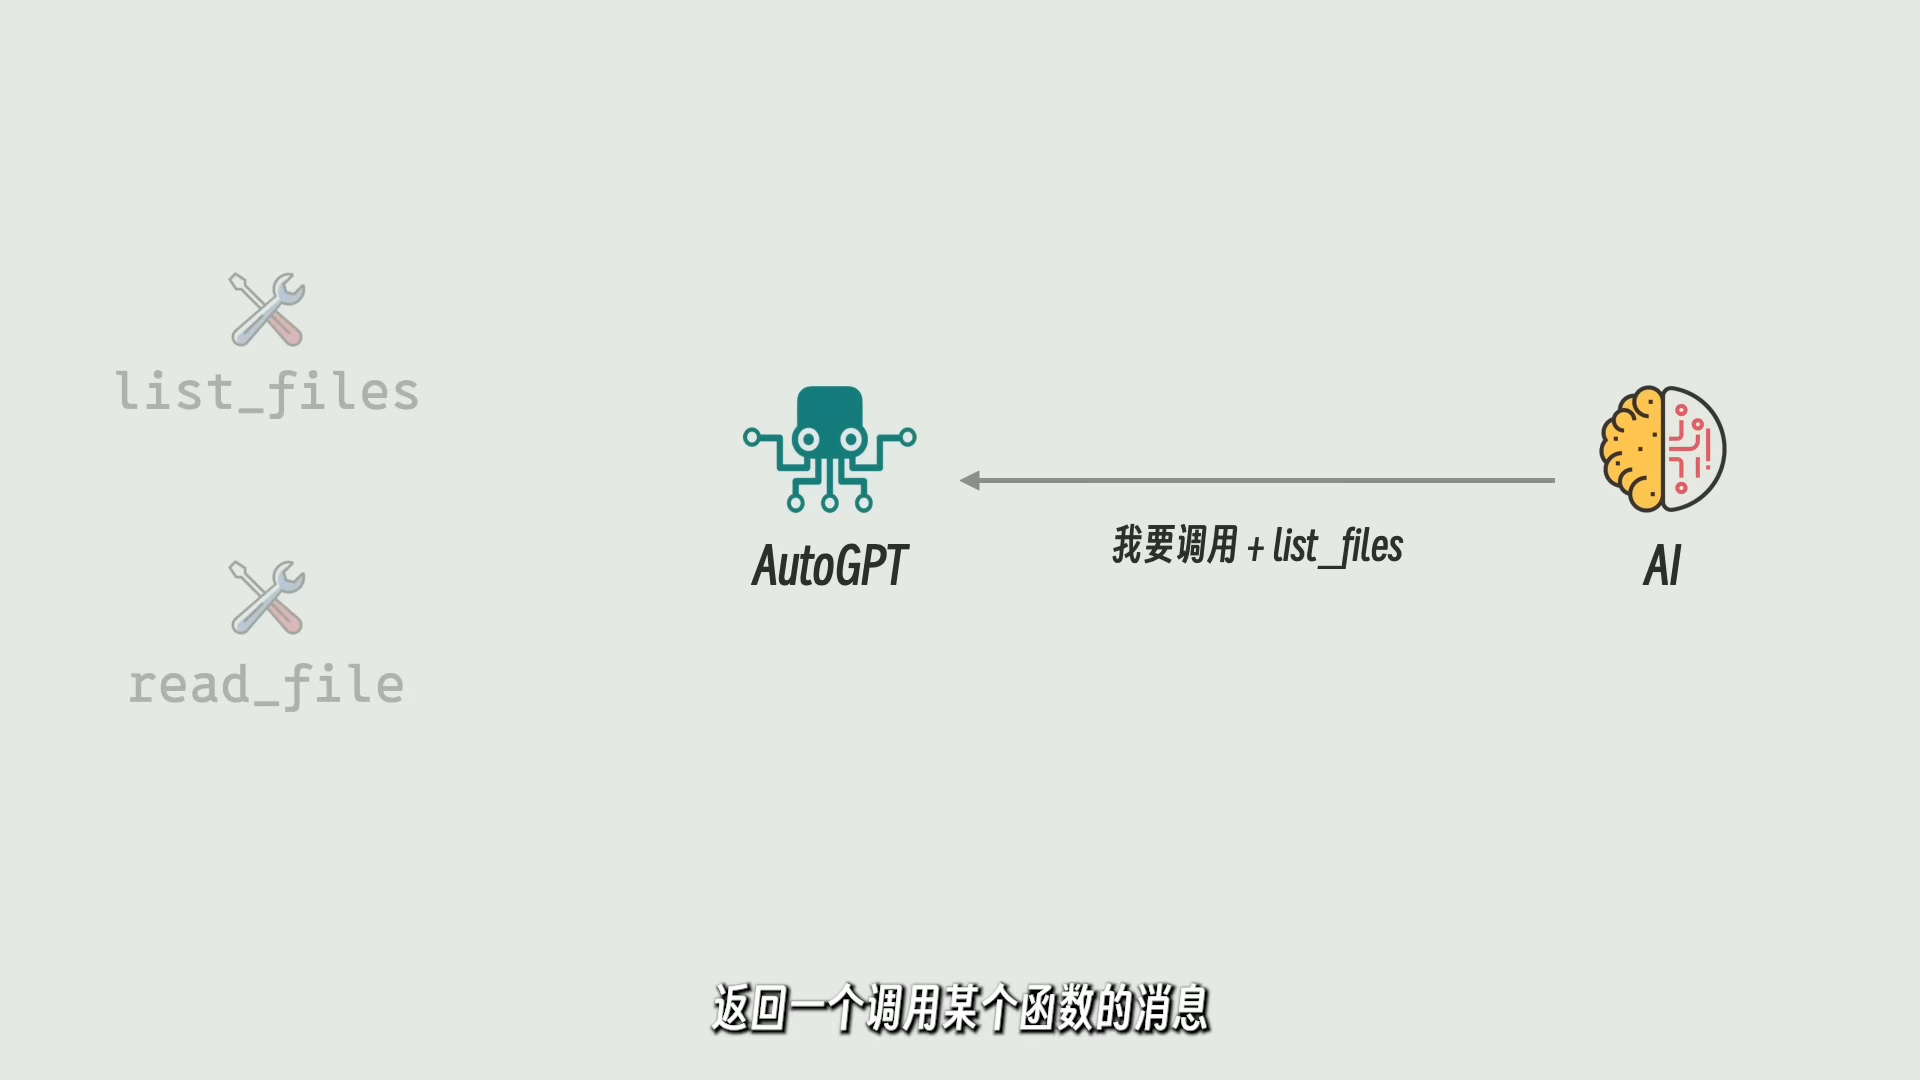 list_files
read_file
AutoGPT
我要调用 + list_files
AI
返回一个调用某个函数的消息